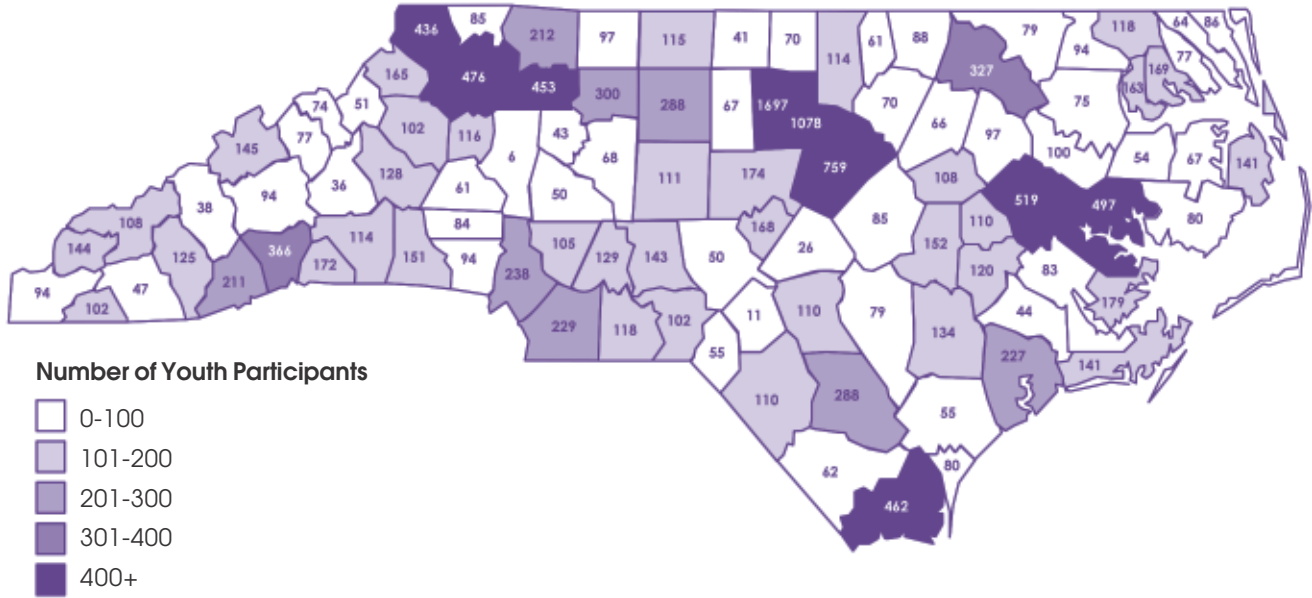 436 85 212 97 115 41 70 114 61 88 327 79 94 118 64 86
165 476 453 300 288 67 1697 1078 70 66 97 75 163 169 77
145 74 51 77 102 116 6 43 68 111 174 759 108 100 54 67 141
94 36 128 61 50 38 108 519 497 80
144 125 366 172 114 151 84 94 238 105 129 143 50 168 26 85 152 110 120 83 179
94 102 47 211 229 118 102 55 11 110 79 134 44 227 141
110 288 55
62 462 80
Number of Youth Participants
0-100
101-200
201-300
301-400
400+